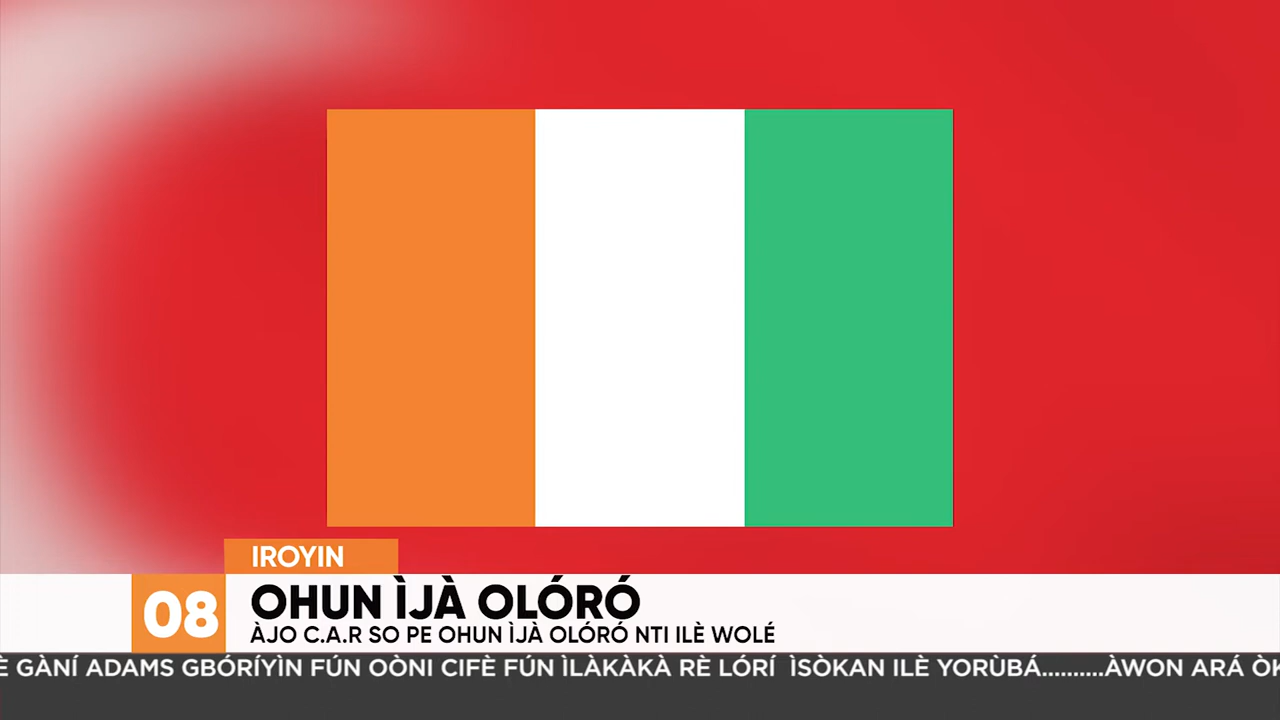 IROYIN
08
OHUN ÌJÀ OLÓRÓ
ÀJO C.A.R SO PE OHUN ÌJÀ OLÓRÓ NTI ILÈ WOLÉ
È GÀNÍ ADAMS GBÓRÍYÌN FÚN OÒNI CIFÈ FÚN ÌLÀKÀKÀ RÈ LÓRÍ ÌSÒKAN ILÈ YORÙBÁ..........ÀWON ARÁ